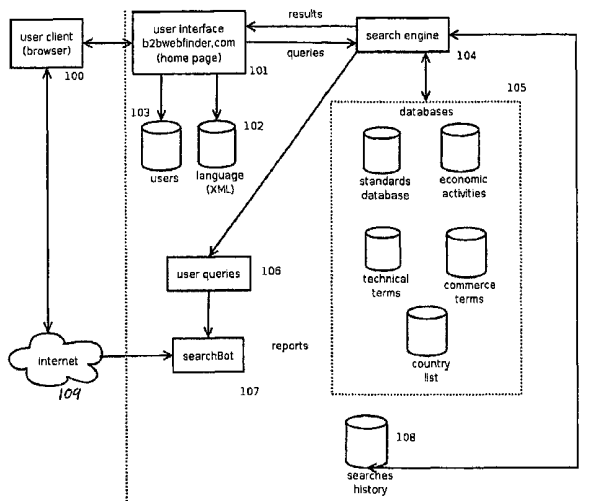 results
user client
(browser)
user interface
b2bwebfinder.com
(home page)
search engine
queries
100
101
104
105
databases
103
102
users
language
(XML)
standards
database
economic
activities
technical
terms
commerce
terms
user queries
106
country
list
internet
searchBot
reports
109
107
108
searches
history